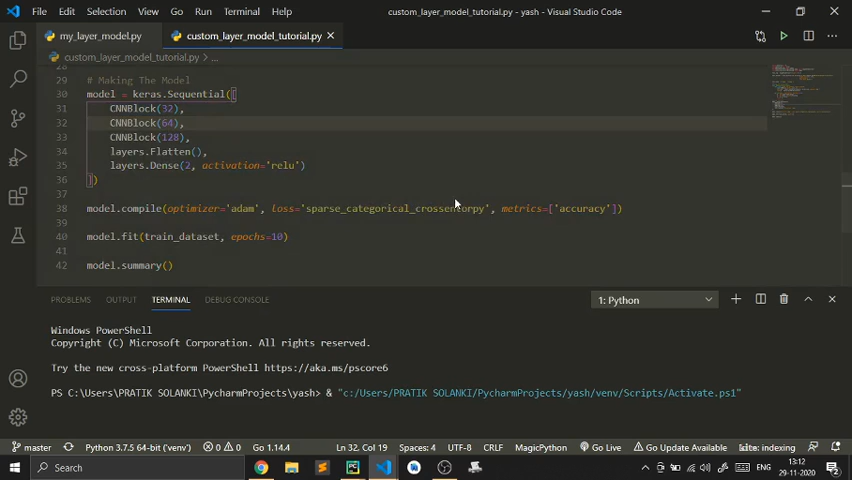 File Edit Selection View Go Run Terminal Help custom_layer_model_tutorial.py - yash - Visual Studio Code
my_layer_model.py custom_layer_model_tutorial.py
custom_layer_model_tutorial.py > ...
28
29 # Making The Model
30 model = keras.Sequential([
31 CNNBlock(32),
32 CNNBlock(64),
33 CNNBlock(128),
34 layers.Flatten(),
35 layers.Dense(2, activation='relu')
36 ])
37
38 model.compile(optimizer='adam', loss='sparse_categorical_crossentorpy', metrics=['accuracy'])
39
40 model.fit(train_dataset, epochs=10)
41
42 model.summary()
PROBLEMS OUTPUT TERMINAL DEBUG CONSOLE 1: Python
Windows PowerShell
Copyright (C) Microsoft Corporation. All rights reserved.
Try the new cross-platform PowerShell https://aka.ms/pscore6
PS C:\Users\PRATIK SOLANKI\PycharmProjects\yash> & "c:/Users/PRATIK SOLANKI/PycharmProjects/yash/venv/Scripts/Activate.ps1"
master Python 3.7.5 64-bit ('venv') 0 0 Go 1.14.4 Ln 32, Col 19 Spaces: 4 UTF-8 CRLF MagicPython Go Live Go Update Available kite: indexing
Search ENG 13:12
29-11-2020 2